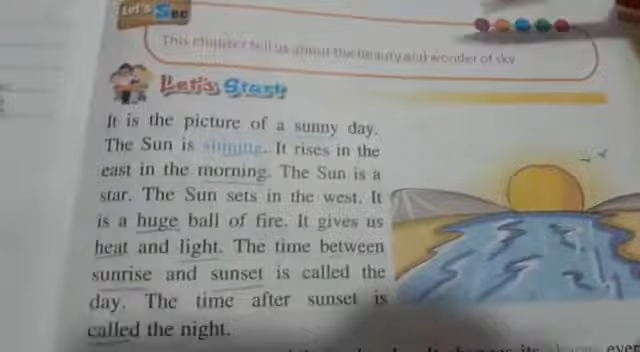 Let's See
This chapter tell us about the beauty and wonder of sky
Let's Start
It is the picture of a sunny day.
The Sun is shining. It rises in the
east in the morning. The Sun is a
star. The Sun sets in the west. It
is a huge ball of fire. It gives us
heat and light. The time between
sunrise and sunset is called the
day. The time after sunset is
called the night.